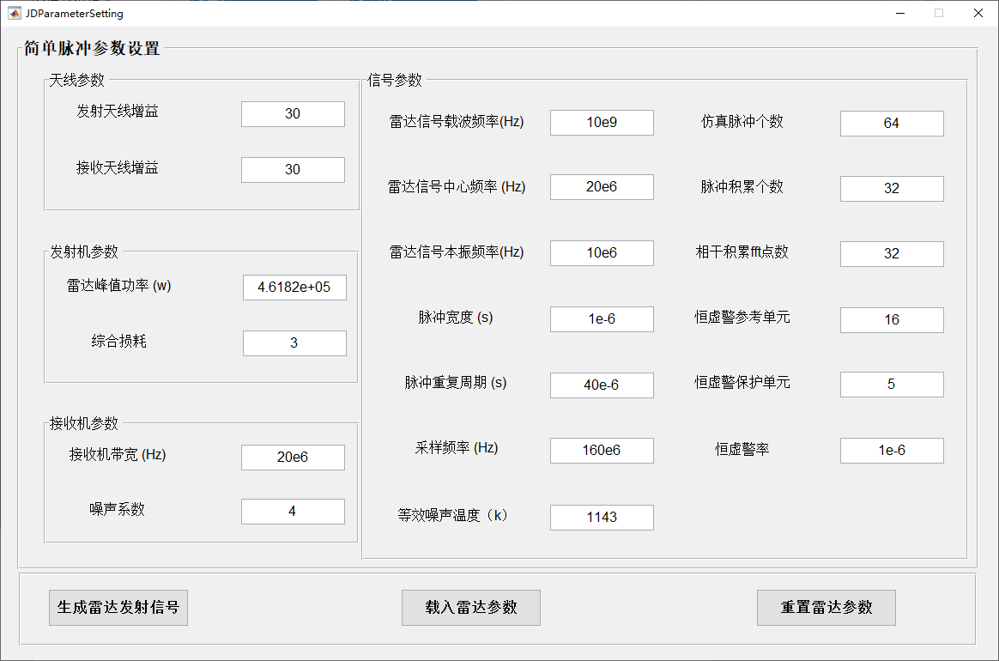 JDParameterSetting
简单脉冲参数设置
天线参数
发射天线增益 30
接收天线增益 30
发射机参数
雷达峰值功率 (w) 4.6182e+05
综合损耗 3
接收机参数
接收机带宽 (Hz) 20e6
噪声系数 4
信号参数
雷达信号载波频率(Hz) 10e9 仿真脉冲个数 64
雷达信号中心频率 (Hz) 20e6 脉冲积累个数 32
雷达信号本振频率(Hz) 10e6 相干积累fft点数 32
脉冲宽度 (s) 1e-6 恒虚警参考单元 16
脉冲重复周期 (s) 40e-6 恒虚警保护单元 5
采样频率 (Hz) 160e6 恒虚警率 1e-6
等效噪声温度（k） 1143
生成雷达发射信号 载入雷达参数 重置雷达参数